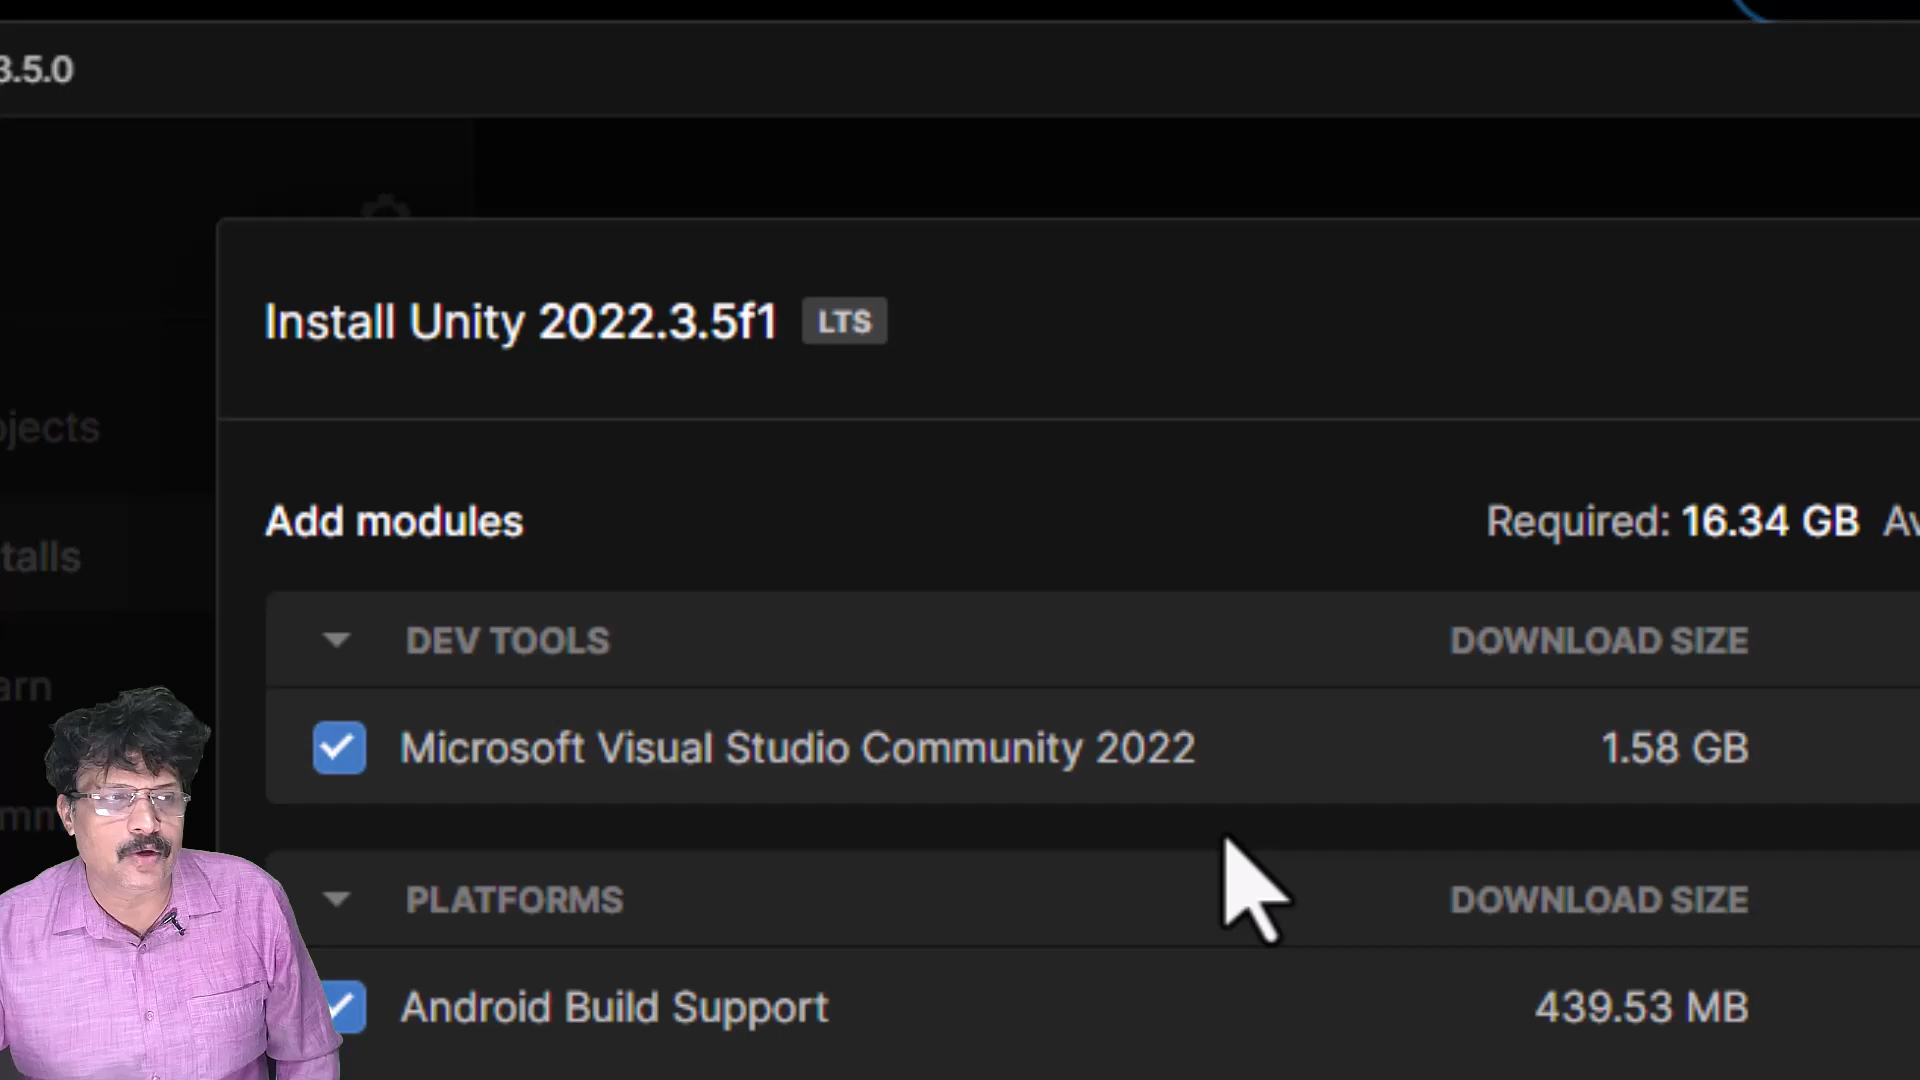 3.5.0
Install Unity 2022.3.5f1 LTS
Add modules Required: 16.34 GB
DEV TOOLS DOWNLOAD SIZE
Microsoft Visual Studio Community 2022 1.58 GB
PLATFORMS DOWNLOAD SIZE
Android Build Support 439.53 MB